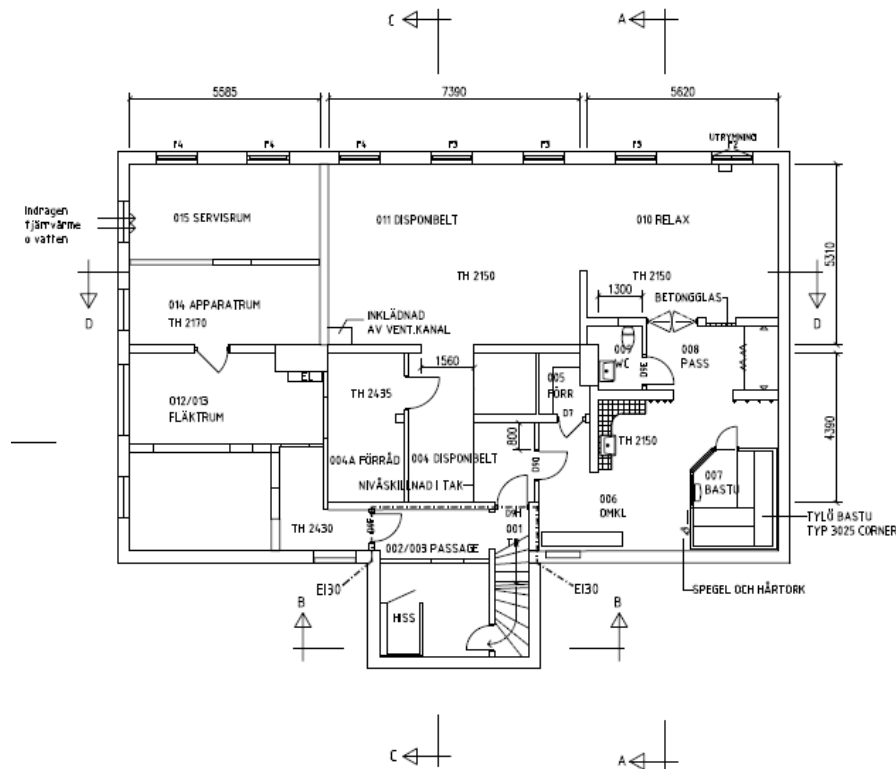 C
A
5585
7390
5620
F4
F4
F4
F3
F3
F3
UTRYMNING
F2
Indragen
fjärrvärme
o vatten
015 SERVISRUM
011 DISPONIBELT
010 RELAX
5310
TH 2150
TH 2150
D
014 APPARATRUM
TH 2170
1300
BETONGGLAS
D
INKLÄDNAD
AV VENT.KANAL
009
WC
008
PASS
D9E
1560
EL
TH 2435
005
FÖRR
D7
012/013
FLÄKTRUM
4390
800
TH 2150
004A FÖRRÅD
004 DISPONIBELT
D9D
007
BASTU
NIVÅSKILLNAD I TAK
006
OMKL
TH 2430
001
002/003 PASSAGE
TYLÖ BASTU
TYP 3025 CORNER
EI30
EI30
SPEGEL OCH HÅRTORK
B
B
HISS
C
A